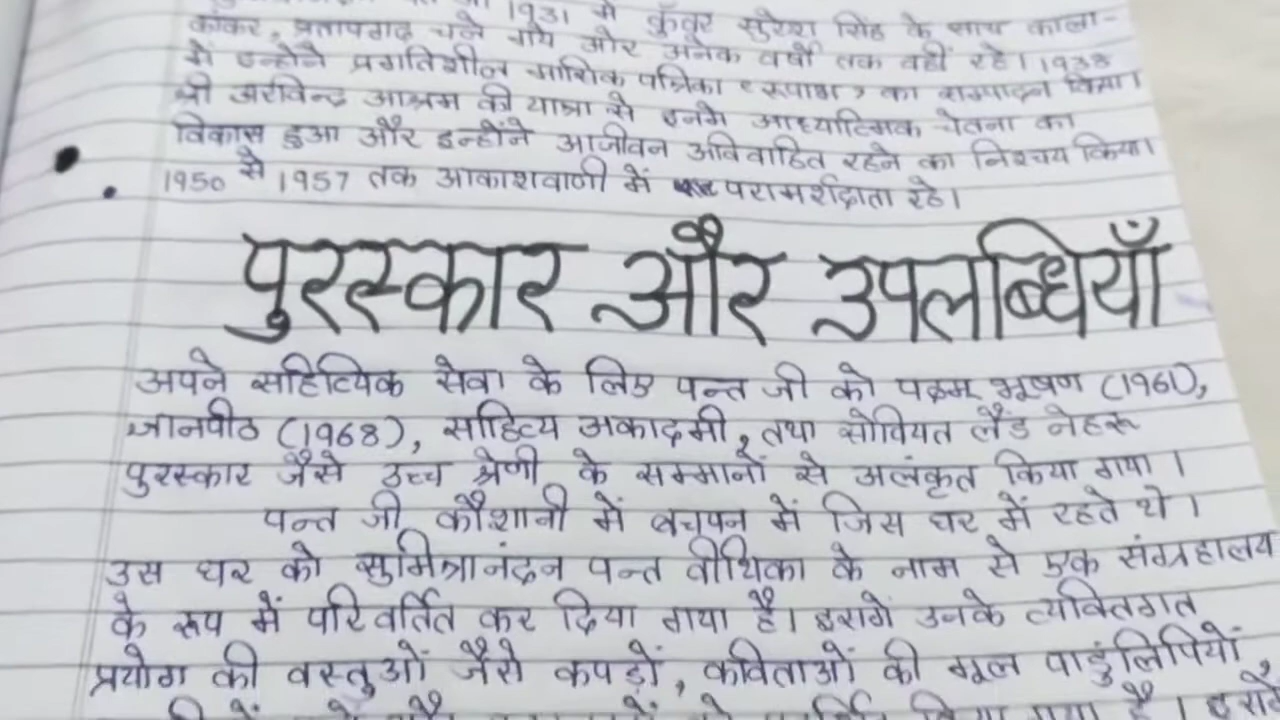 1931 में कुँवर सुरेश सिंह के साथ काला-
कांकर, प्रतापगढ़ चले गये और अनेक वर्षों तक वहीं रहे। 1938
में इन्होंने प्रगतिशील मासिक पत्रिका 'रूपाभ' का सम्पादन किया।
श्री अरविन्द आश्रम की यात्रा से इनमे आध्यात्मिक चेतना का
विकास हुआ और इन्होंने आजीवन अविवाहित रहने का निश्चय किया।
1950 से 1957 तक आकाशवाणी में परामर्शदाता रहे।
पुरस्कार और उपलब्धियाँ
अपने सहित्यिक सेवा के लिए पन्त जी को पद्म भूषण (1961),
ज्ञानपीठ (1968), साहित्य अकादमी, तथा सोवियत लैंड नेहरू
पुरस्कार जैसे उच्च श्रेणी के सम्मानों से अलंकृत किया गया।
पन्त जी कौशानी में बचपन में जिस घर में रहते थे।
उस घर को सुमित्रानंदन पन्त वीथिका के नाम से एक संग्रहालय
के रूप में परिवर्तित कर दिया गया है। इसमें उनके व्यक्तिगत
प्रयोग की वस्तुओं जैसे कपड़ों, कविताओं की मूल पांडुलिपियों,